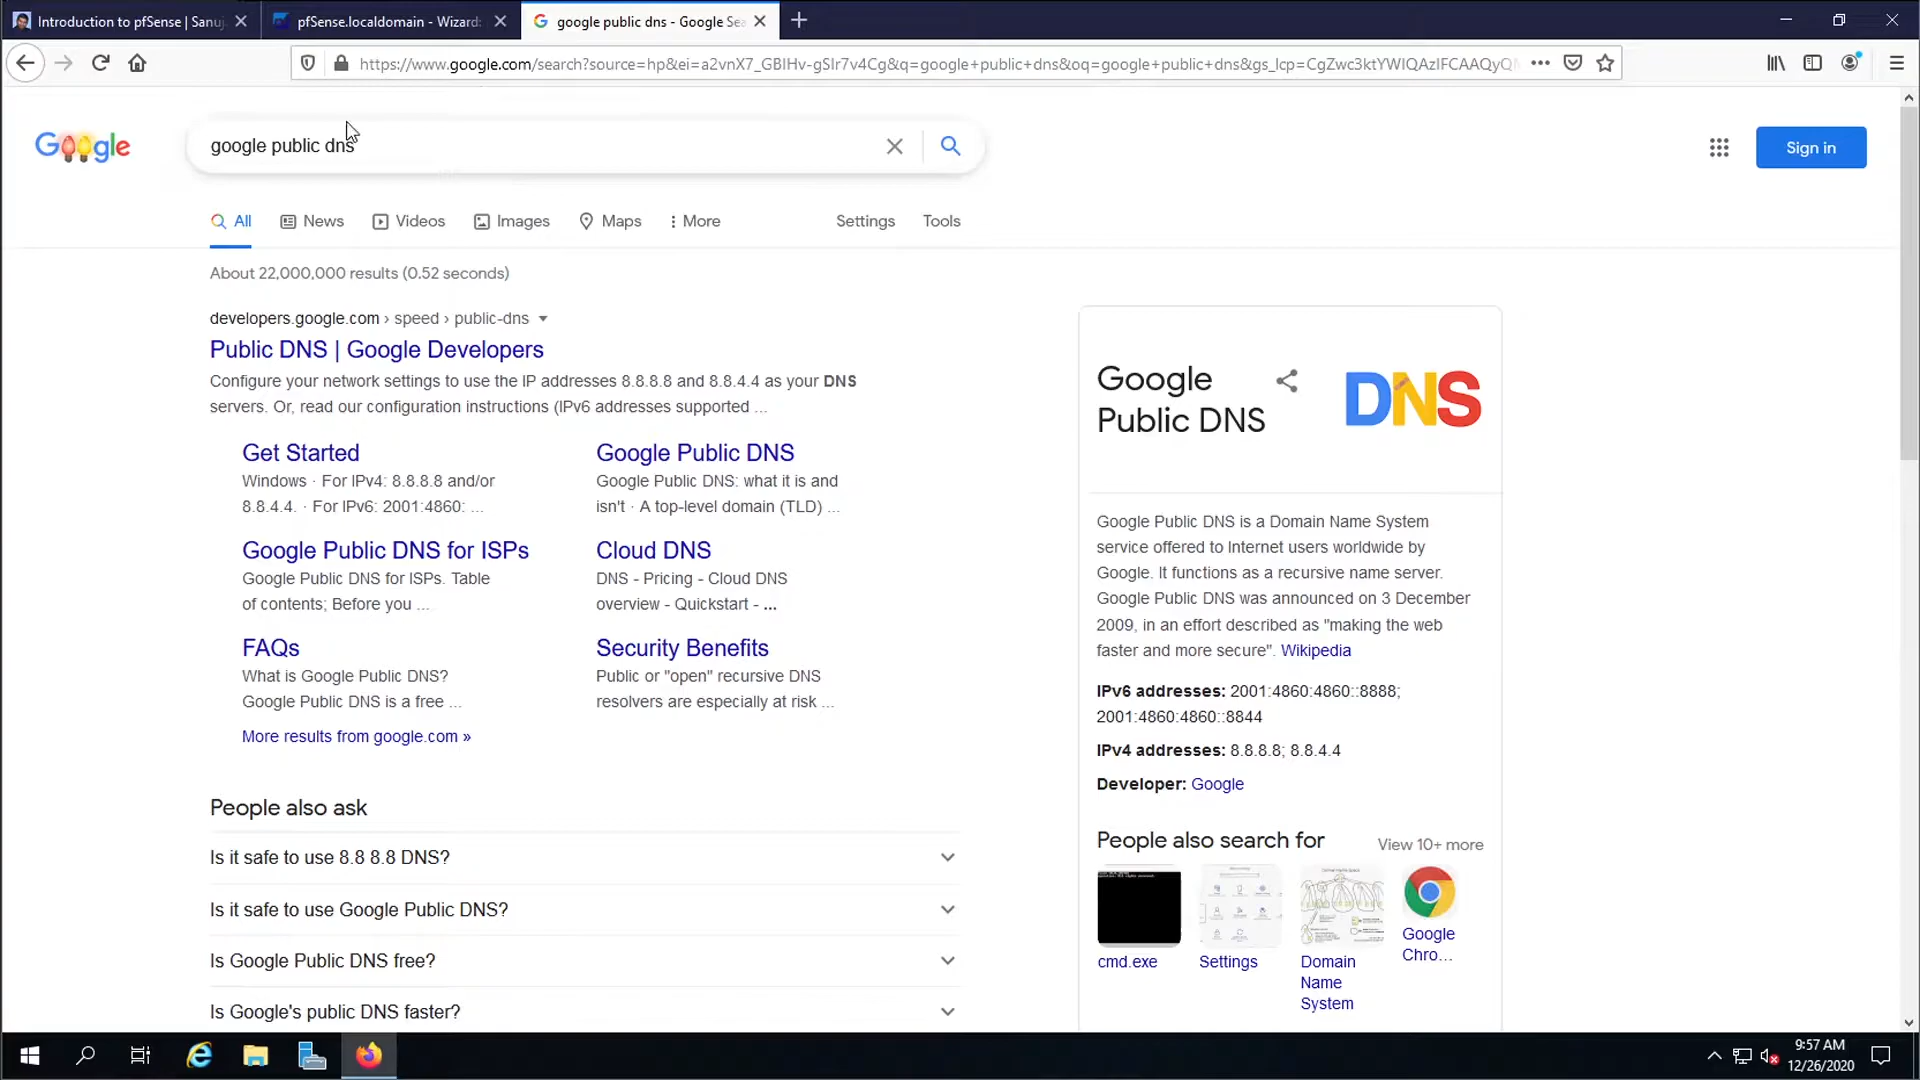 Introduction to pfSense | Sanuj
pfSense.localdomain - Wizard:
google public dns - Google Sea
https://www.google.com/search?source=hp&ei=a2vnX7_GBIHv-gSIr7v4Cg&q=google+public+dns&oq=google+public+dns&gs_lcp=CgZwc3ktYWIQAzIFCAAQyQ
Google
google public dns
Sign in
All
News
Videos
Images
Maps
More
Settings
Tools
About 22,000,000 results (0.52 seconds)
developers.google.com › speed › public-dns
Public DNS | Google Developers
Configure your network settings to use the IP addresses 8.8.8.8 and 8.8.4.4 as your DNS
servers. Or, read our configuration instructions (IPv6 addresses supported ...
Get Started
Windows · For IPv4: 8.8.8.8 and/or
8.8.4.4. · For IPv6: 2001:4860: ...
Google Public DNS
Google Public DNS: what it is and
isn't · A top-level domain (TLD) ...
Google Public DNS for ISPs
Google Public DNS for ISPs. Table
of contents; Before you ...
Cloud DNS
DNS - Pricing - Cloud DNS
overview - Quickstart - ...
FAQs
What is Google Public DNS?
Google Public DNS is a free ...
Security Benefits
Public or "open" recursive DNS
resolvers are especially at risk ...
More results from google.com »
People also ask
Is it safe to use 8.8 8.8 DNS?
Is it safe to use Google Public DNS?
Is Google Public DNS free?
Is Google's public DNS faster?
Google
Public DNS
DNS
Google Public DNS is a Domain Name System
service offered to Internet users worldwide by
Google. It functions as a recursive name server.
Google Public DNS was announced on 3 December
2009, in an effort described as "making the web
faster and more secure". Wikipedia
IPv6 addresses: 2001:4860:4860::8888;
2001:4860:4860::8844
IPv4 addresses: 8.8.8.8; 8.8.4.4
Developer: Google
People also search for
View 10+ more
cmd.exe
Settings
Domain
Name
System
Google
Chro...
9:57 AM
12/26/2020